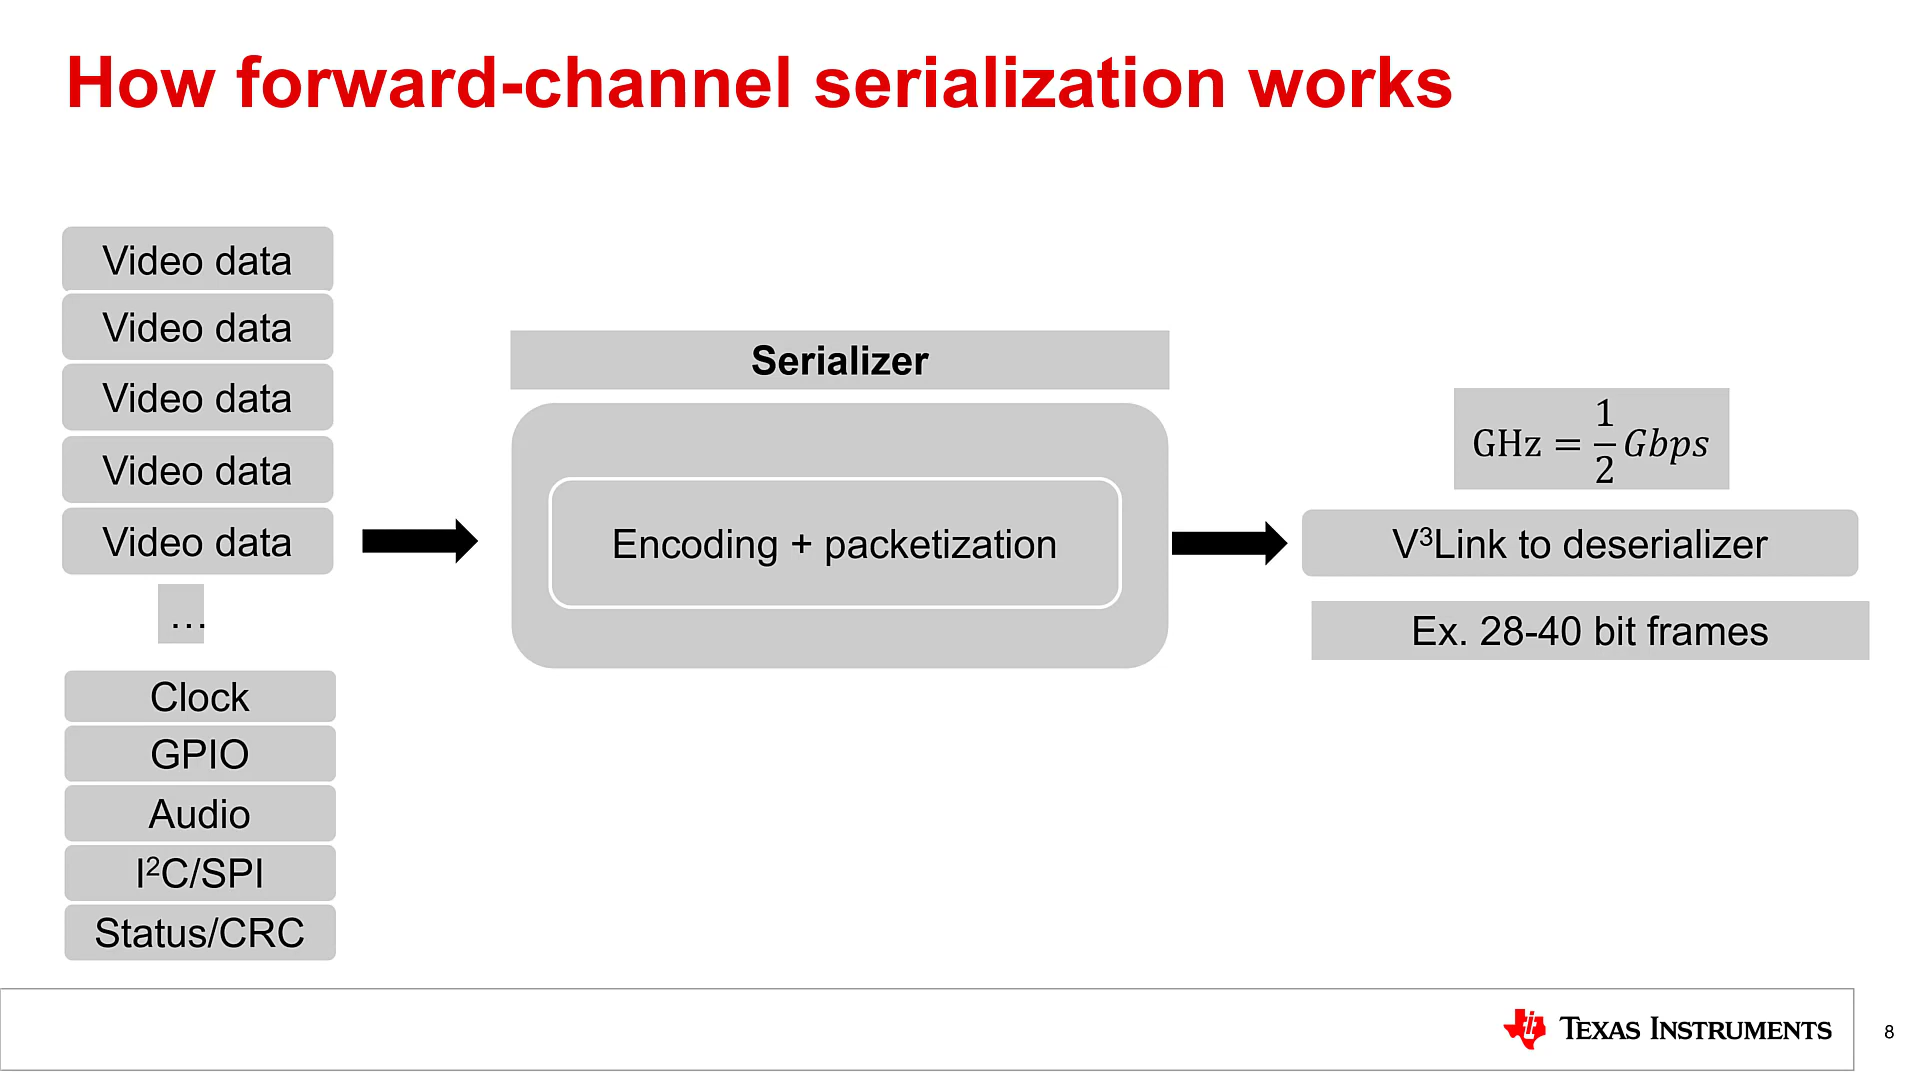 How forward-channel serialization works
Video data
Video data
Video data
Video data
Video data
...
Clock
GPIO
Audio
I²C/SPI
Status/CRC
Serializer
Encoding + packetization
GHz = 1/2 Gbps
V³Link to deserializer
Ex. 28-40 bit frames
TEXAS INSTRUMENTS
8